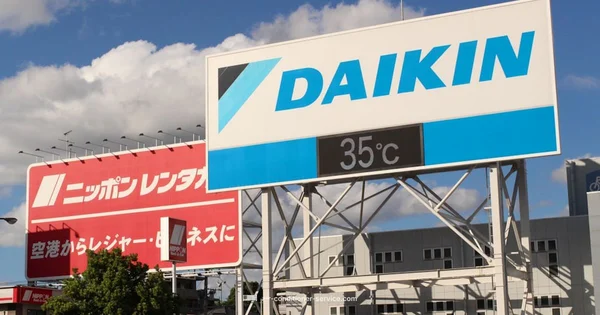 DAIKIN
35℃
ニッポンレンタカ
空港からレジャー・ビ ネスに
r-conditioner-service.com